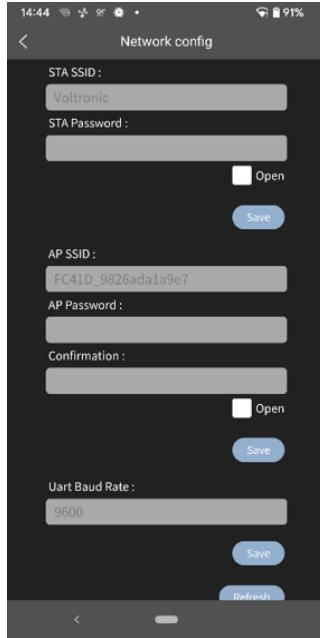 14:44
91%
Network config
STA SSID :
Voltronic
STA Password :
Open
Save
AP SSID :
FC41D_9826ada1a9e7
AP Password :
Confirmation :
Open
Save
Uart Baud Rate :
9600
Save
Refresh